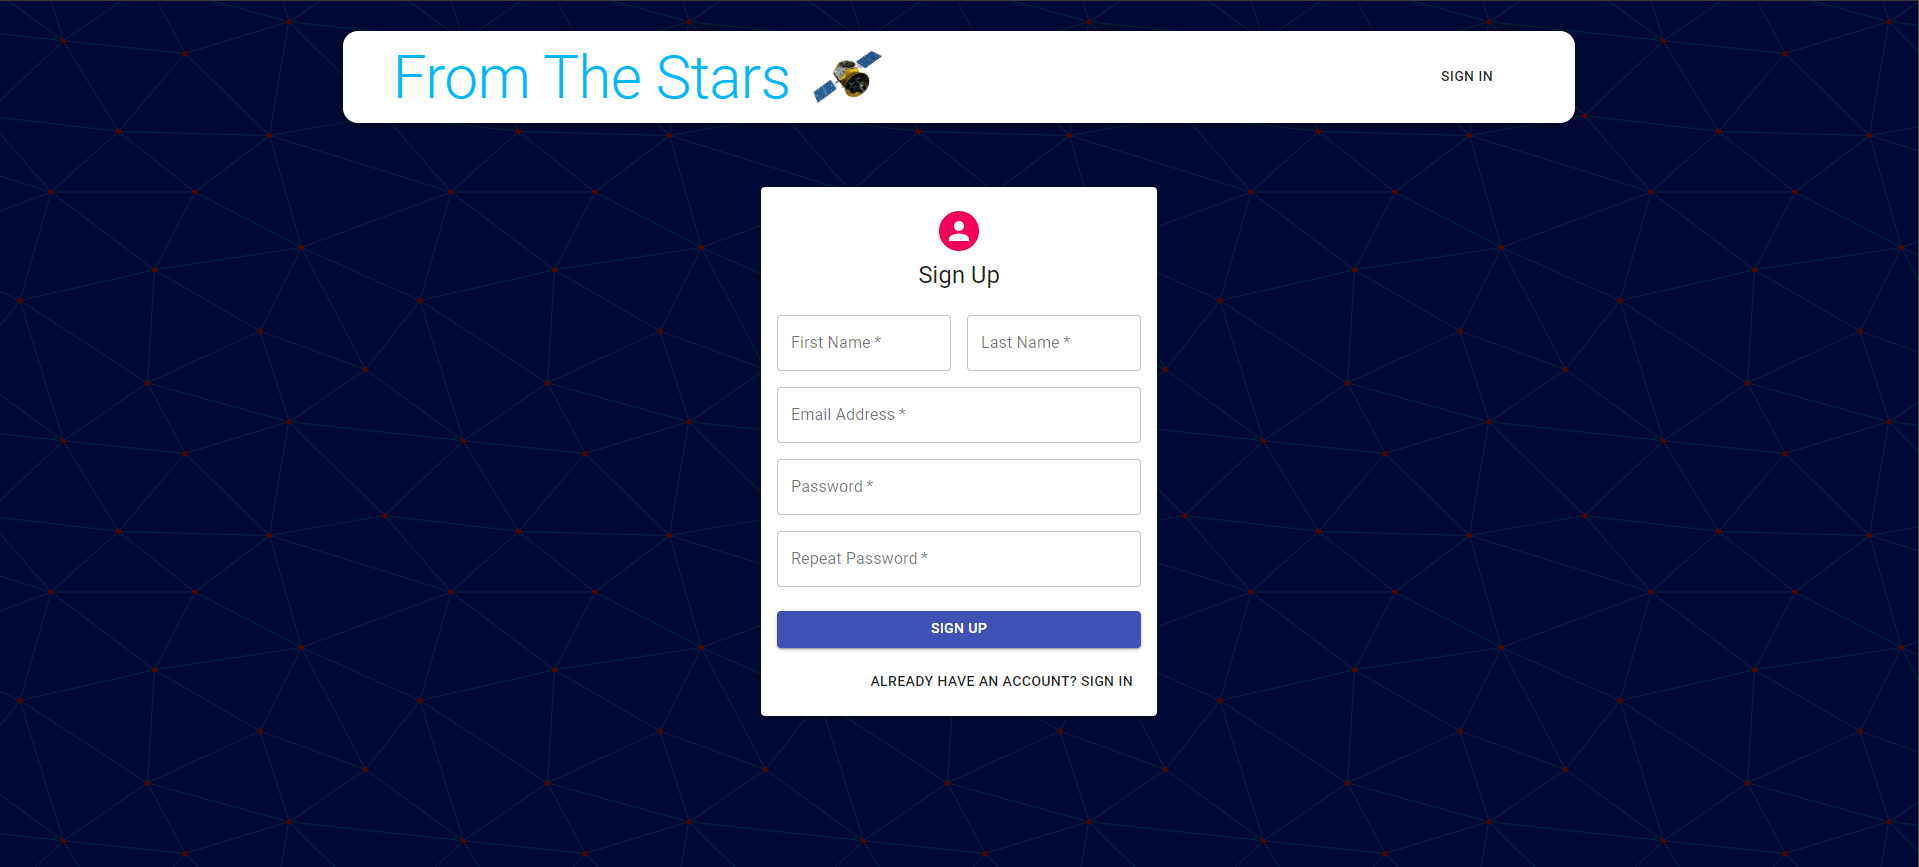 From The Stars
SIGN IN
Sign Up
First Name *
Last Name *
Email Address *
Password *
Repeat Password *
SIGN UP
ALREADY HAVE AN ACCOUNT? SIGN IN